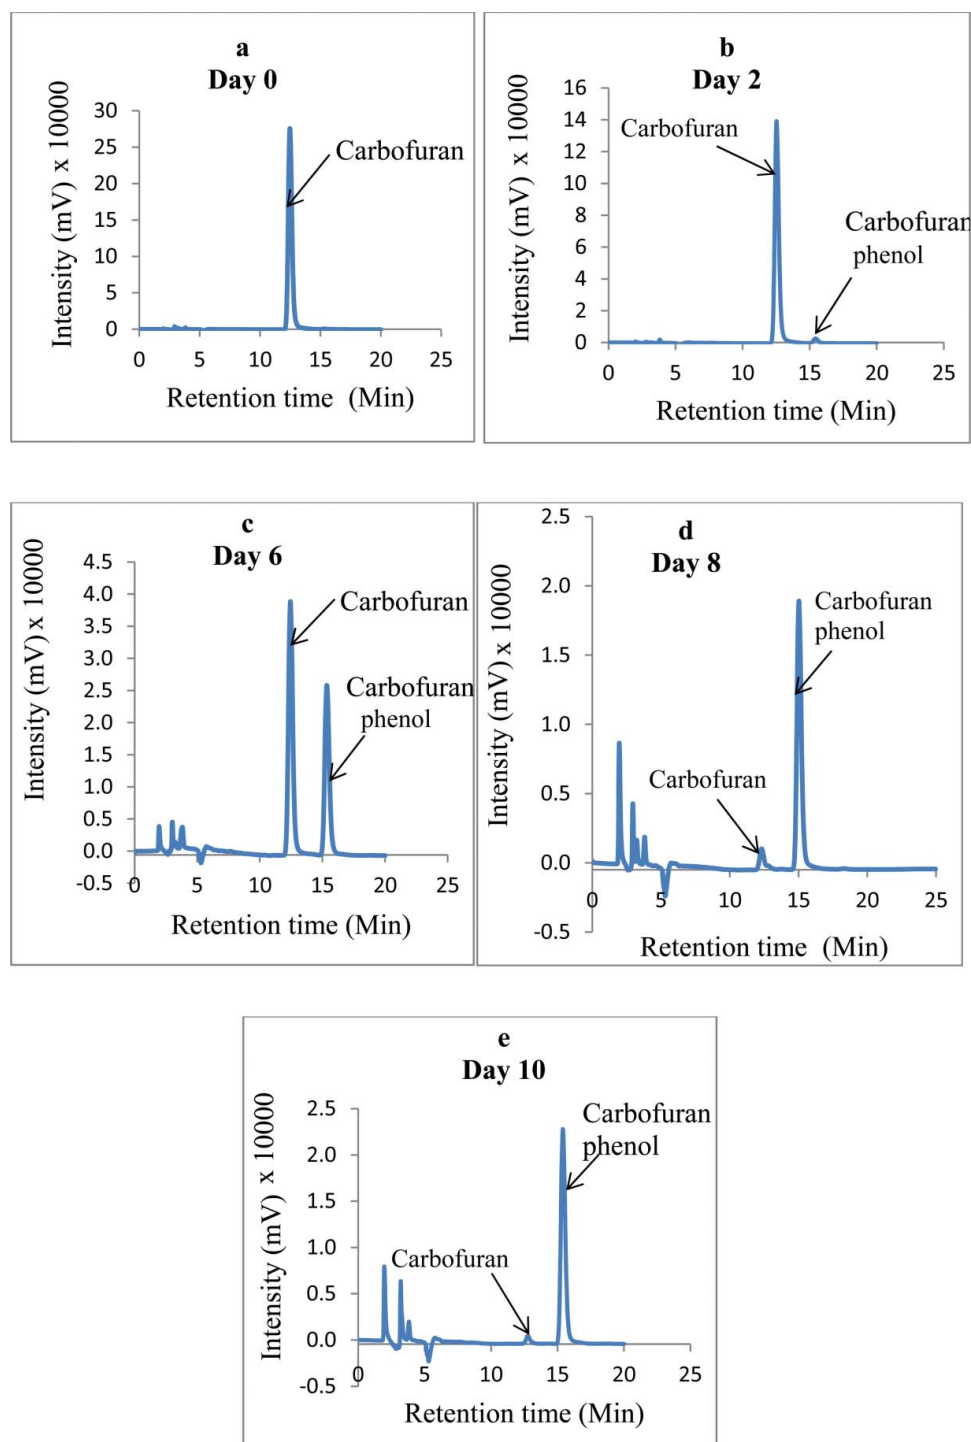 a
Day 0
Intensity (mV) x 10000
30
25
20
15
10
5
0
Carbofuran
0 5 10 15 20 25
Retention time (Min)
b
Day 2
Intensity (mV) x 10000
16
14
12
10
8
6
4
2
0
Carbofuran
Carbofuran
phenol
0 5 10 15 20 25
Retention time (Min)
c
Day 6
Intensity (mV) x 10000
4.5
4.0
3.5
3.0
2.5
2.0
1.5
1.0
0.5
0.0
-0.5
Carbofuran
Carbofuran
phenol
0 5 10 15 20 25
Retention time (Min)
d
Day 8
Intensity (mV) x 10000
2.5
2.0
1.5
1.0
0.5
0.0
-0.5
Carbofuran
phenol
Carbofuran
0 5 10 15 20 25
Retention time (Min)
e
Day 10
Intensity (mV) x 10000
2.5
2.0
1.5
1.0
0.5
0.0
-0.5
Carbofuran
phenol
Carbofuran
0 5 10 15 20 25
Retention time (Min)